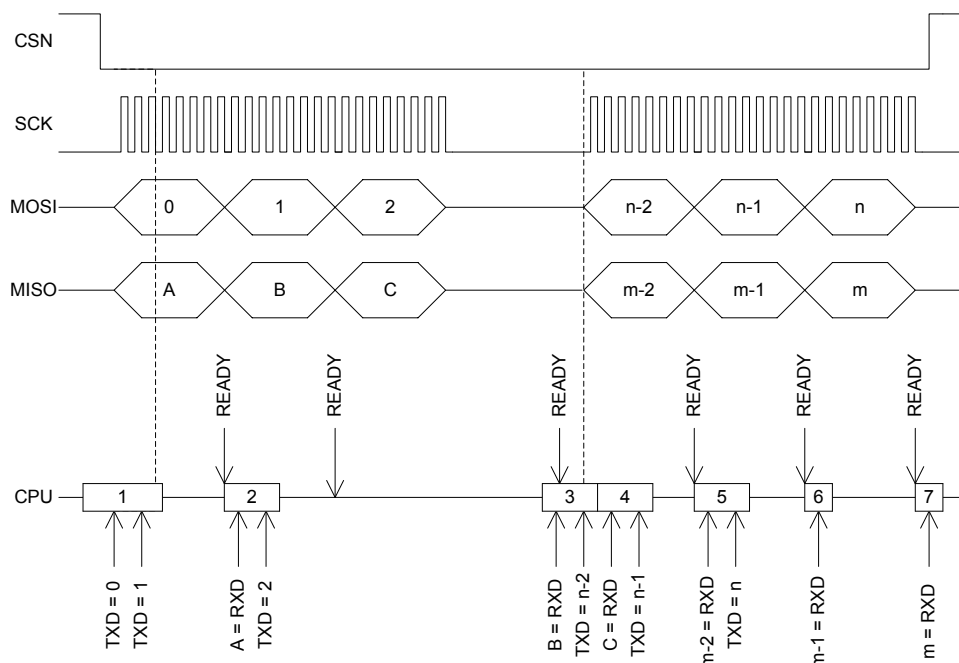 CSN
SCK
MOSI
0
1
2
n-2
n-1
n
MISO
A
B
C
m-2
m-1
m
READY
READY
READY
READY
READY
READY
CPU
1
2
3
4
5
6
7
TXD = 0
TXD = 1
A = RXD
TXD = 2
B = RXD
TXD = n-2
C = RXD
TXD = n-1
m-2 = RXD
TXD = n
m-1 = RXD
m = RXD